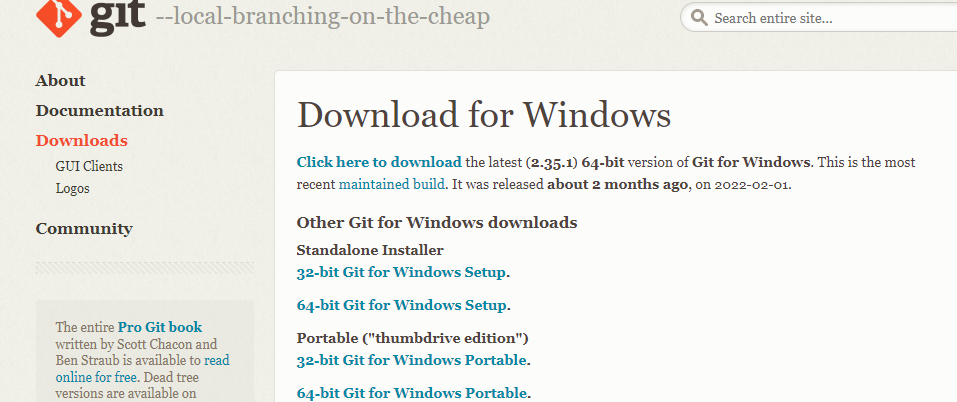 git --local-branching-on-the-cheap
Search entire site...
About
Documentation
Downloads
GUI Clients
Logos
Community
The entire Pro Git book
written by Scott Chacon and
Ben Straub is available to read
online for free. Dead tree
versions are available on
Download for Windows
Click here to download the latest (2.35.1) 64-bit version of Git for Windows. This is the most
recent maintained build. It was released about 2 months ago, on 2022-02-01.
Other Git for Windows downloads
Standalone Installer
32-bit Git for Windows Setup.
64-bit Git for Windows Setup.
Portable ("thumbdrive edition")
32-bit Git for Windows Portable.
64-bit Git for Windows Portable.